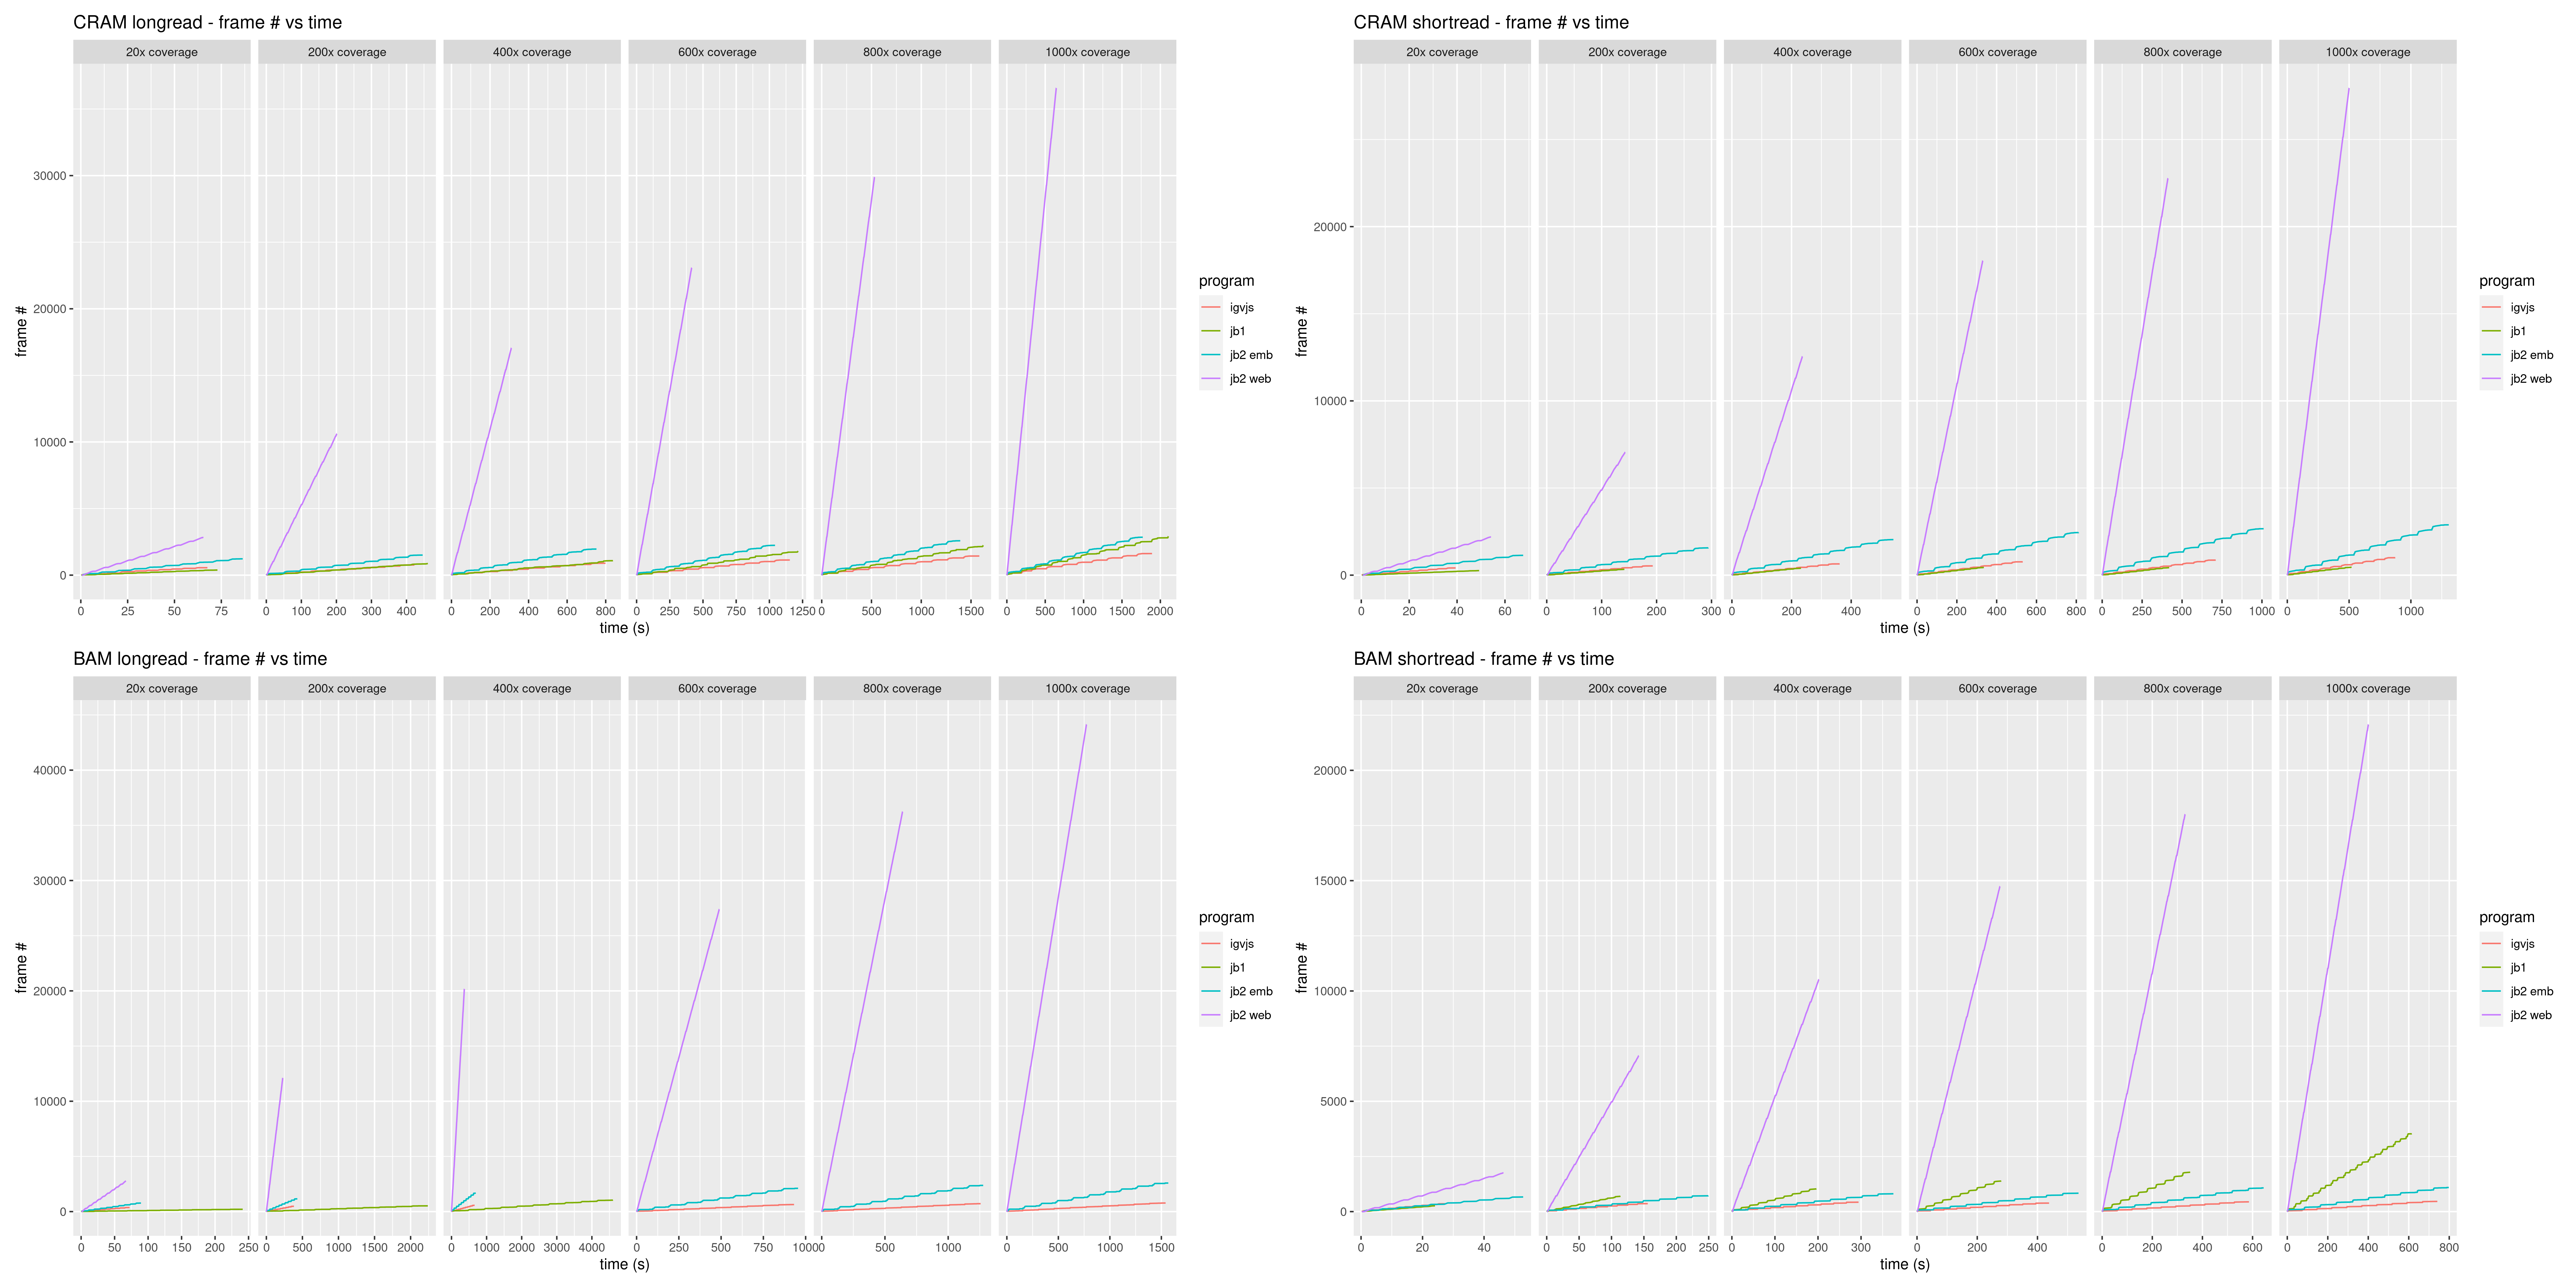 CRAM longread - frame # vs time
20x coverage 200x coverage 400x coverage 600x coverage 800x coverage 1000x coverage
30000
20000
10000
0
frame #
0 25 50 75 0 100 200 300 400 0 200 400 600 800 0 250 500 750 1000 1250 0 500 1000 1500 0 500 1000 1500 2000
time (s)
program
igvjs
jb1
jb2 emb
jb2 web
CRAM shortread - frame # vs time
20x coverage 200x coverage 400x coverage 600x coverage 800x coverage 1000x coverage
20000
10000
0
frame #
0 20 40 60 0 100 200 300 0 200 400 0 200 400 600 800 0 250 500 750 1000 0 500 1000
time (s)
program
igvjs
jb1
jb2 emb
jb2 web
BAM longread - frame # vs time
20x coverage 200x coverage 400x coverage 600x coverage 800x coverage 1000x coverage
40000
30000
20000
10000
0
frame #
0 50 100 150 200 250 0 500 1000 1500 2000 0 1000 2000 3000 4000 0 250 500 750 1000 0 500 1000 0 500 1000 1500
time (s)
program
igvjs
jb1
jb2 emb
jb2 web
BAM shortread - frame # vs time
20x coverage 200x coverage 400x coverage 600x coverage 800x coverage 1000x coverage
20000
15000
10000
5000
0
frame #
0 20 40 0 50 100 150 200 250 0 100 200 300 0 200 400 0 200 400 600 0 200 400 600 800
time (s)
program
igvjs
jb1
jb2 emb
jb2 web